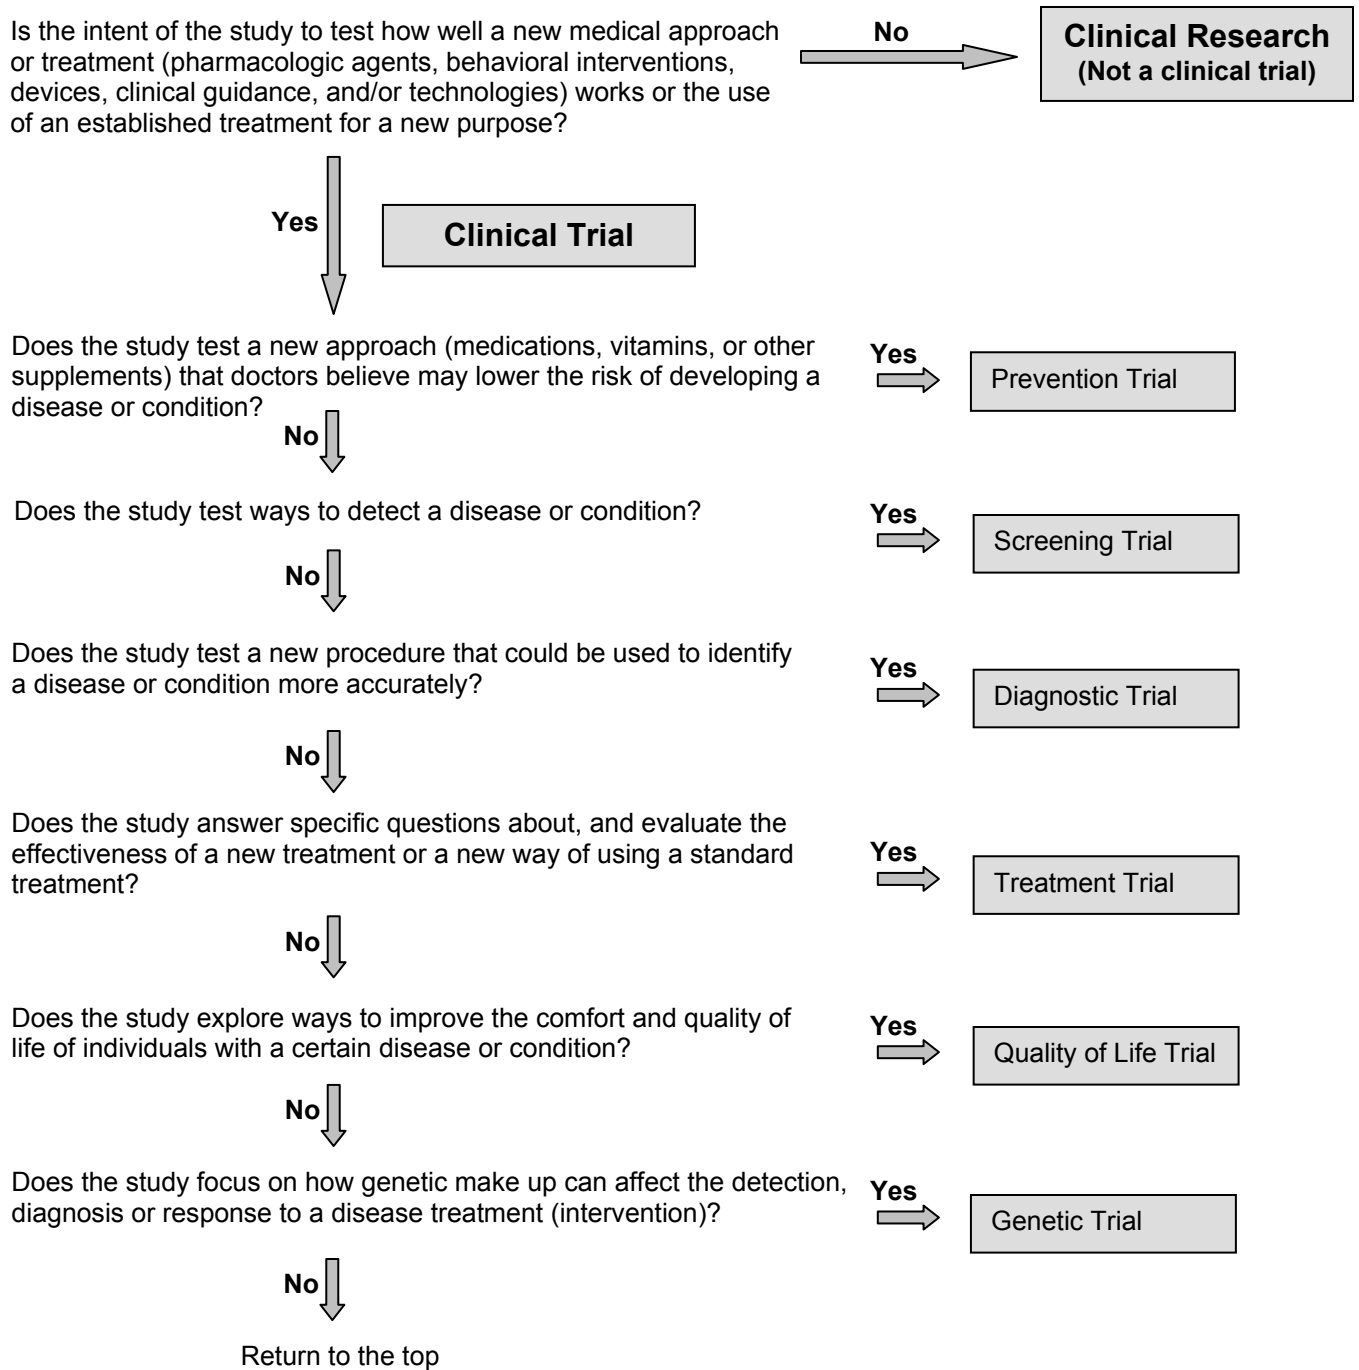 Is the intent of the study to test how well a new medical approach
or treatment (pharmacologic agents, behavioral interventions,
devices, clinical guidance, and/or technologies) works or the use
of an established treatment for a new purpose?
No
Clinical Research
(Not a clinical trial)
Yes
Clinical Trial
Does the study test a new approach (medications, vitamins, or other
supplements) that doctors believe may lower the risk of developing a
disease or condition?
Yes
Prevention Trial
No
Does the study test ways to detect a disease or condition?
Yes
Screening Trial
No
Does the study test a new procedure that could be used to identify
a disease or condition more accurately?
Yes
Diagnostic Trial
No
Does the study answer specific questions about, and evaluate the
effectiveness of a new treatment or a new way of using a standard
treatment?
Yes
Treatment Trial
No
Does the study explore ways to improve the comfort and quality of
life of individuals with a certain disease or condition?
Yes
Quality of Life Trial
No
Does the study focus on how genetic make up can affect the detection,
diagnosis or response to a disease treatment (intervention)?
Yes
Genetic Trial
No
Return to the top